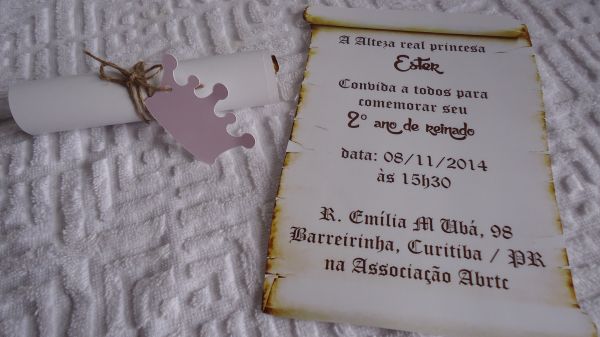 A Alteza real princesa
Ester
Convida a todos para
comemorar seu
2º ano de reinado
data: 08/11/2014
às 15h30
R. Emília M Ubá, 98
Barreirinha, Curitiba / PR
na Associação Abrtc